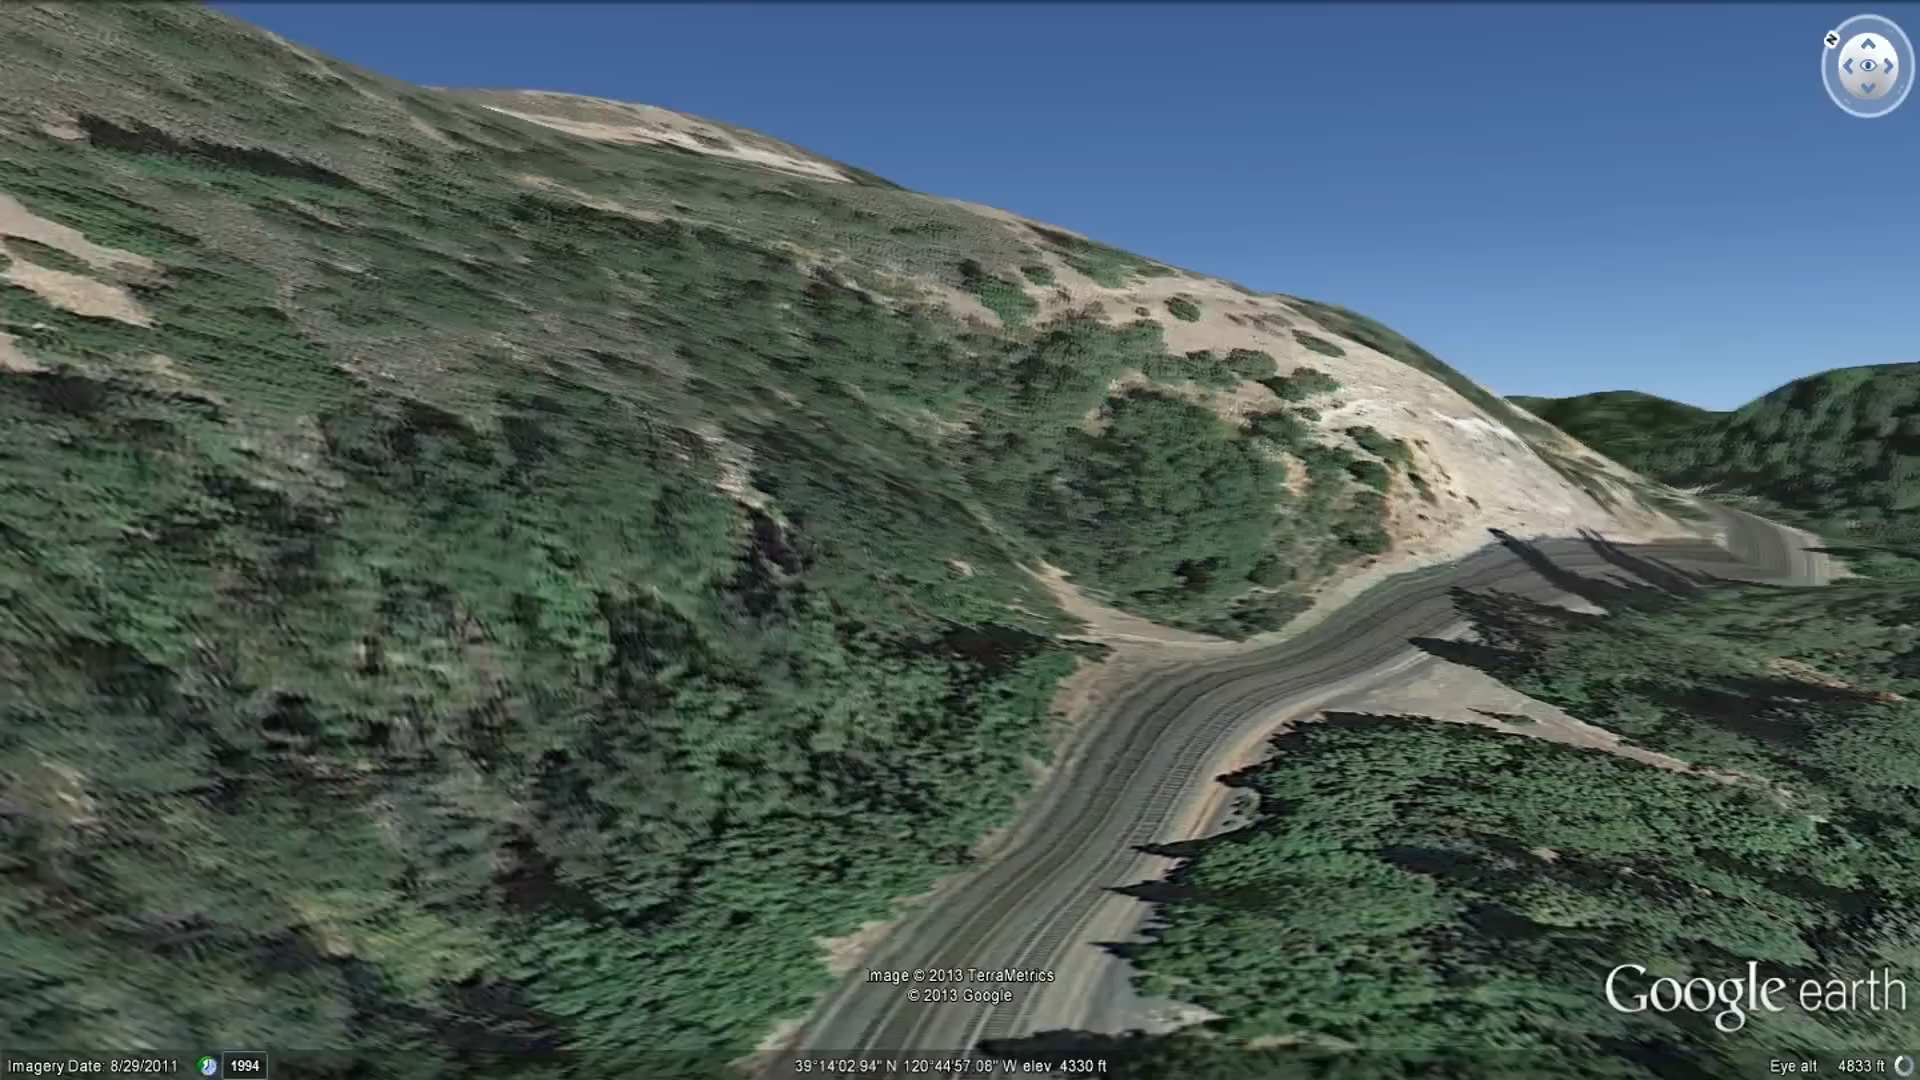 N
Image © 2013 TerraMetrics
© 2013 Google
Google earth
Imagery Date: 8/29/2011
1994
39°14'02.94" N 120°44'57.08" W elev 4330 ft
Eye alt 4833 ft